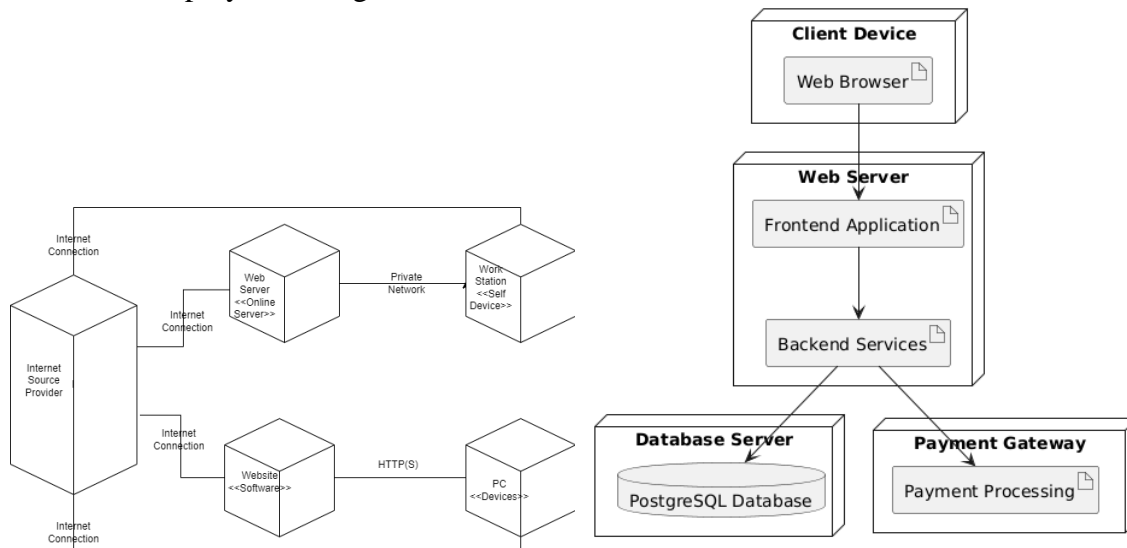 Internet
Connection
Internet
Source
Provider
Internet
Connection
Web
Server
<<Online
Server>>
Private
Network
Work
Station
<<Self
Device>>
Internet
Connection
Website
<<Software>>
HTTP(S)
PC
<<Devices>>
Internet
Connection
Client Device
Web Browser
Web Server
Frontend Application
Backend Services
Database Server
PostgreSQL Database
Payment Gateway
Payment Processing